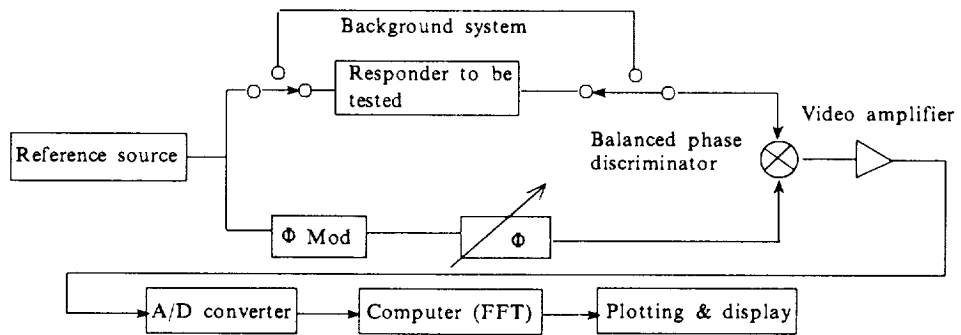 Background system
Responder to be
tested
Video amplifier
Reference source
Balanced phase
discriminator
Φ Mod
Φ
A/D converter
Computer (FFT)
Plotting & display